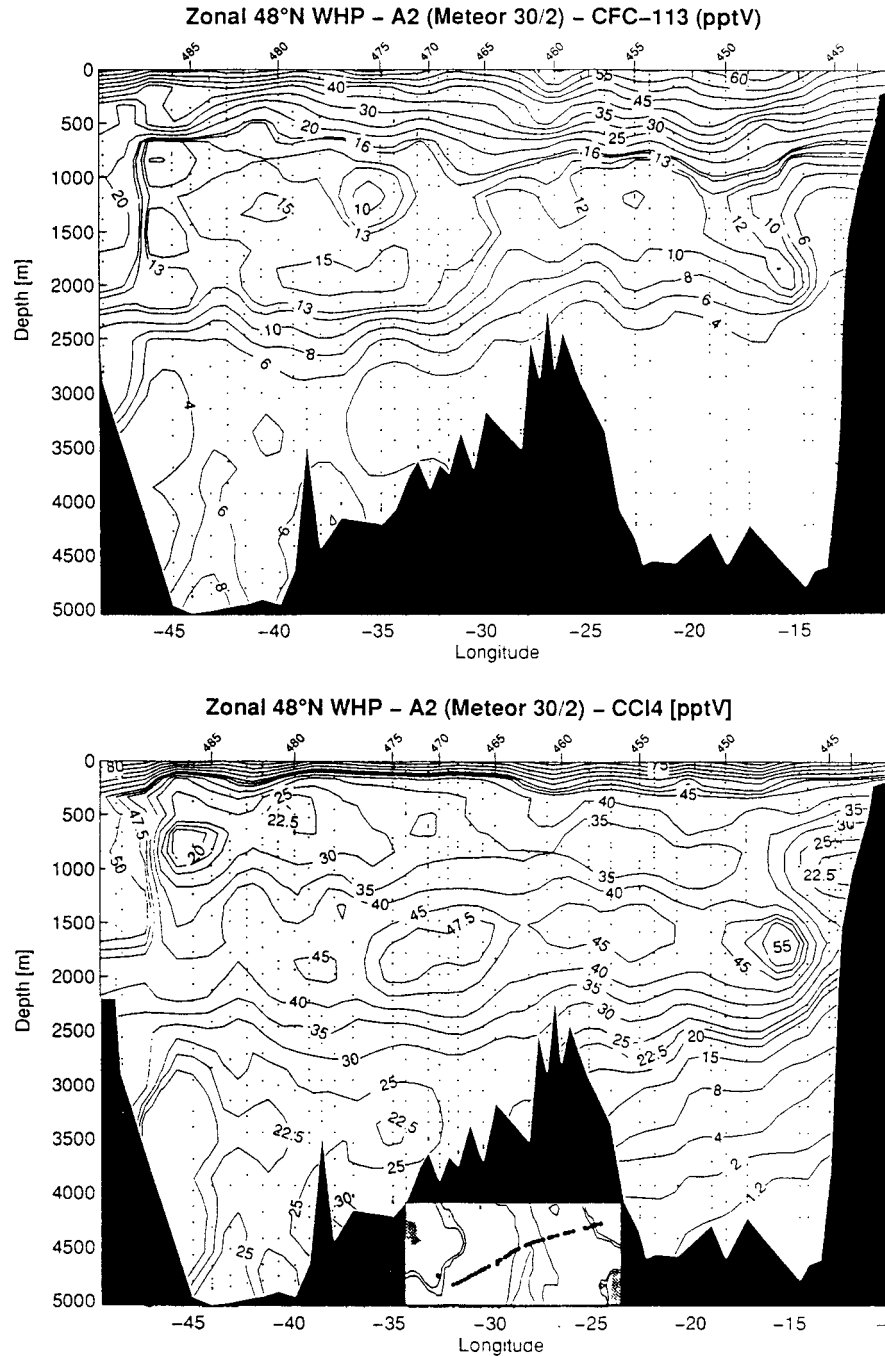 Zonal 48°N WHP – A2 (Meteor 30/2) – CFC–113 (pptV)
485 480 475 470 465 460 455 450 445
0 500 1000 1500 2000 2500 3000 3500 4000 4500 5000
Depth [m]
40 30 20 16 55 60 45 35 30 25 16 13
20 15 10 13 12 12 10 6
13 15 10 8 6 4
13 10 8 6
4
6 6
8
–45 –40 –35 –30 –25 –20 –15
Longitude
Zonal 48°N WHP – A2 (Meteor 30/2) – CCl4 [pptV]
485 480 475 470 465 460 455 450 445
0 500 1000 1500 2000 2500 3000 3500 4000 4500 5000
Depth [m]
80 75 45
47.5 25 22.5 40 35 35 30 25 22.5
50 20 30 35 40 35 40
45 47.5 45 45 55
45 40 35 40 35 30 25 22.5 20 15
30 25 22.5 22.5 25 8 4 2 1.2
25 30 25
–45 –40 –35 –30 –25 –20 –15
Longitude